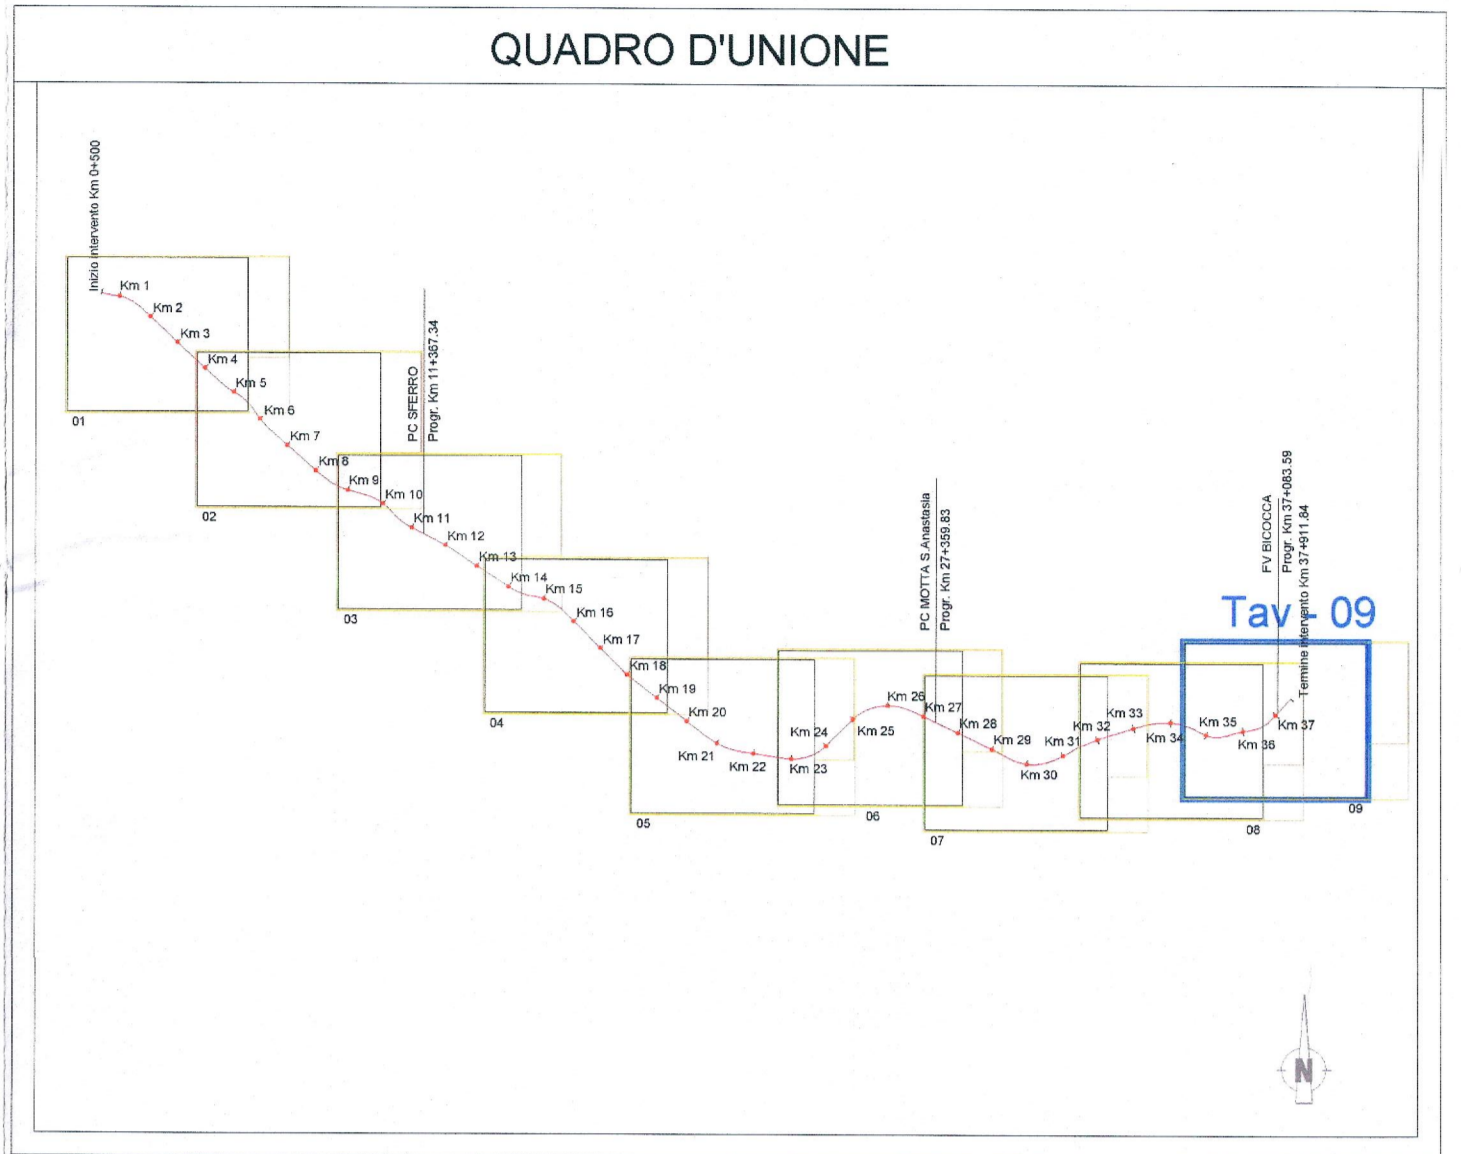 QUADRO D'UNIONE
Inizio intervento Km 0+500
Km 1
Km 2
Km 3
Km 4
Km 5
Km 6
Km 7
Km 8
Km 9
Km 10
Km 11
Km 12
Km 13
Km 14
Km 15
Km 16
Km 17
Km 18
Km 19
Km 20
Km 21
Km 22
Km 23
Km 24
Km 25
Km 26
Km 27
Km 28
Km 29
Km 30
Km 31
Km 32
Km 33
Km 34
Km 35
Km 36
Km 37
PC SFERRO
Progr. Km 11+367.34
PC MOTTA S.Anastasia
Progr. Km 27+359.83
FV BICOCCA
Progr. Km 37+083.59
Termine intervento Km 37+911.84
Tav - 09
01
02
03
04
05
06
07
08
09
N